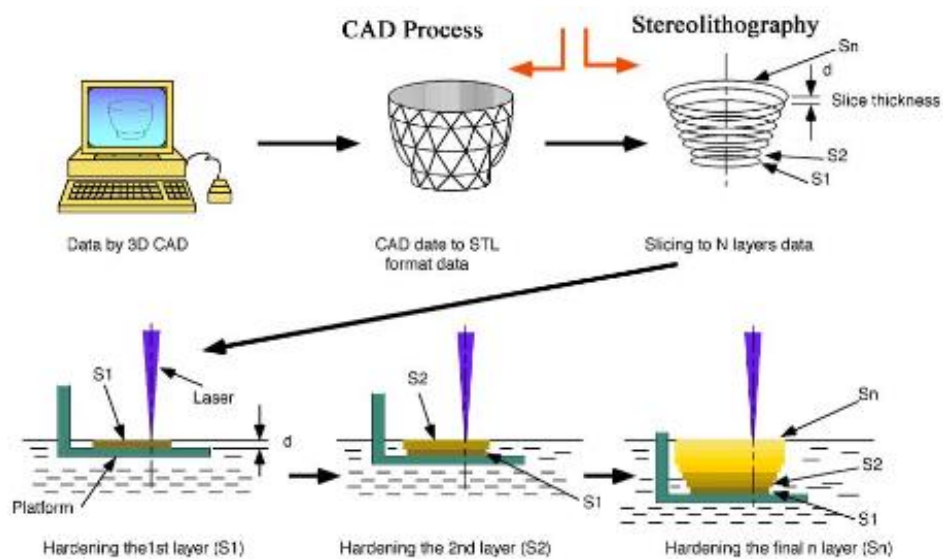 CAD Process
Stereolithography
Sn
d
Slice thickness
S2
S1
Data by 3D CAD
CAD date to STL
format data
Slicing to N layers data
S1
Laser
d
Platform
Hardening the1st layer (S1)
S2
S1
Hardening the 2nd layer (S2)
Sn
S2
S1
Hardening the final n layer (Sn)